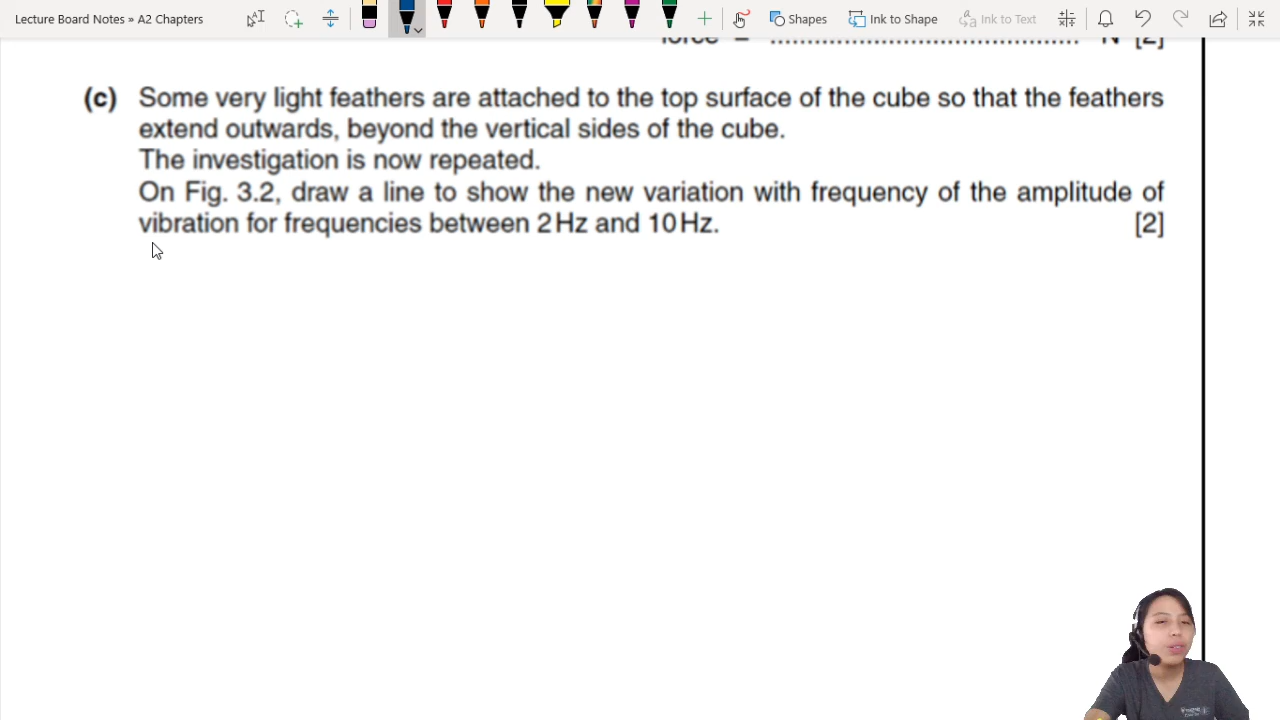 Lecture Board Notes » A2 Chapters
Shapes
Ink to Shape
Ink to Text
force = ........................................ N [2]
(c) Some very light feathers are attached to the top surface of the cube so that the feathers
extend outwards, beyond the vertical sides of the cube.
The investigation is now repeated.
On Fig. 3.2, draw a line to show the new variation with frequency of the amplitude of
vibration for frequencies between 2 Hz and 10 Hz. [2]